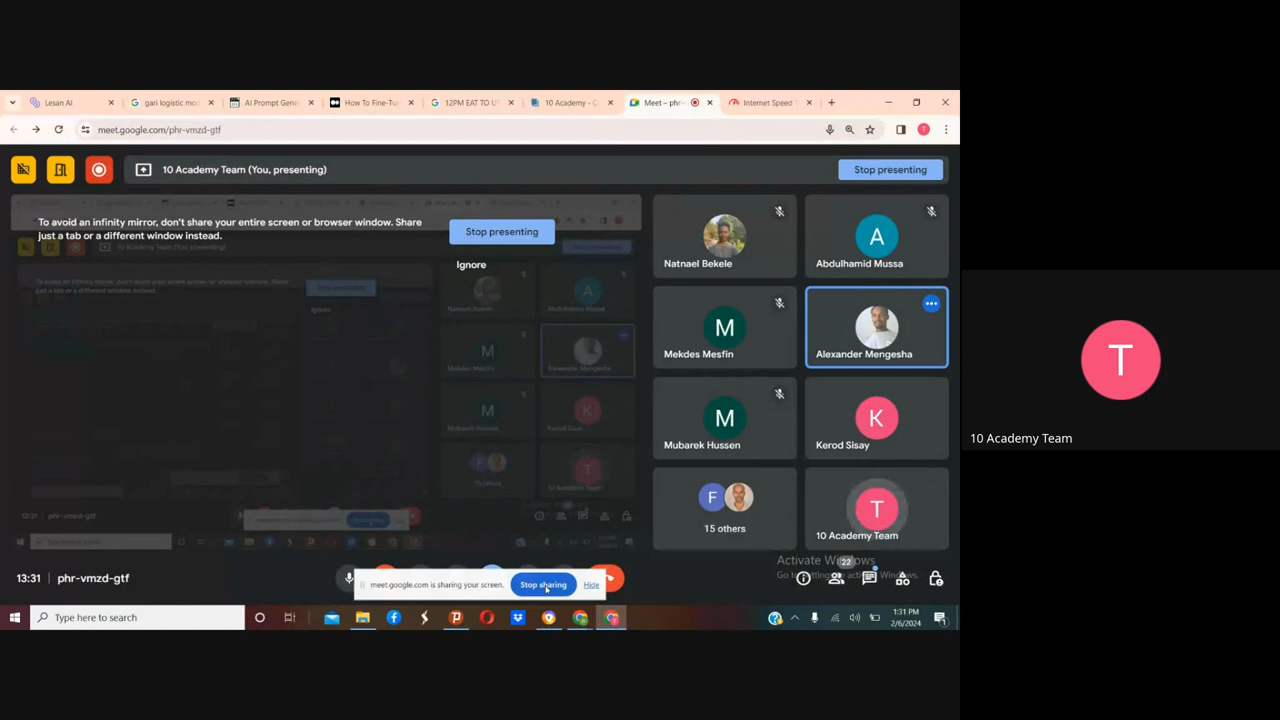 Lesan AI
gari logistic mod
AI Prompt Gene
How To Fine-Tun
12PM EAT TO U
10 Academy - C
Meet – phr-
Internet Speed T
meet.google.com/phr-vmzd-gtf
10 Academy Team (You, presenting)
Stop presenting
To avoid an infinity mirror, don't share your entire screen or browser window. Share
just a tab or a different window instead.
Stop presenting
Ignore
Natnael Bekele
A
Abdulhamid Mussa
M
Mekdes Mesfin
Alexander Mengesha
M
Mubarek Hussen
K
Kerod Sisay
F
15 others
T
10 Academy Team
T
10 Academy Team
Activate Windows
13:31 | phr-vmzd-gtf
meet.google.com is sharing your screen.
Stop sharing
Hide
22
Type here to search
1:31 PM
2/6/2024